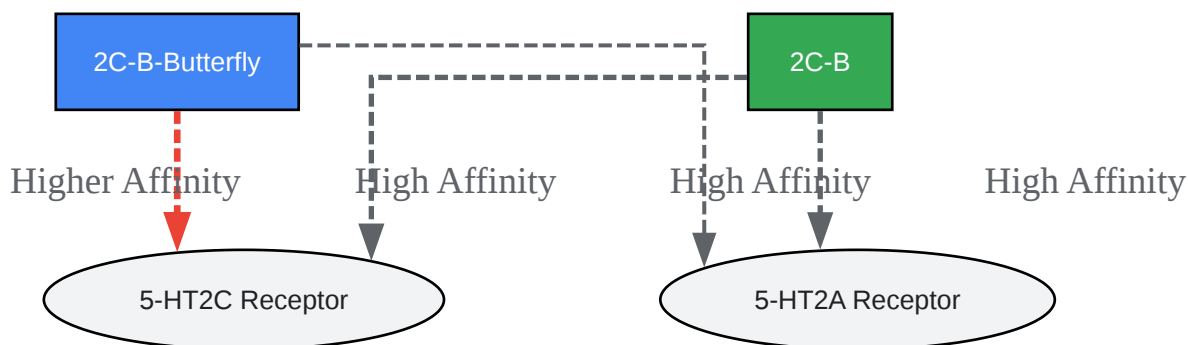 2C-B-Butterfly
2C-B
Higher Affinity
High Affinity
High Affinity
High Affinity
5-HT2C Receptor
5-HT2A Receptor